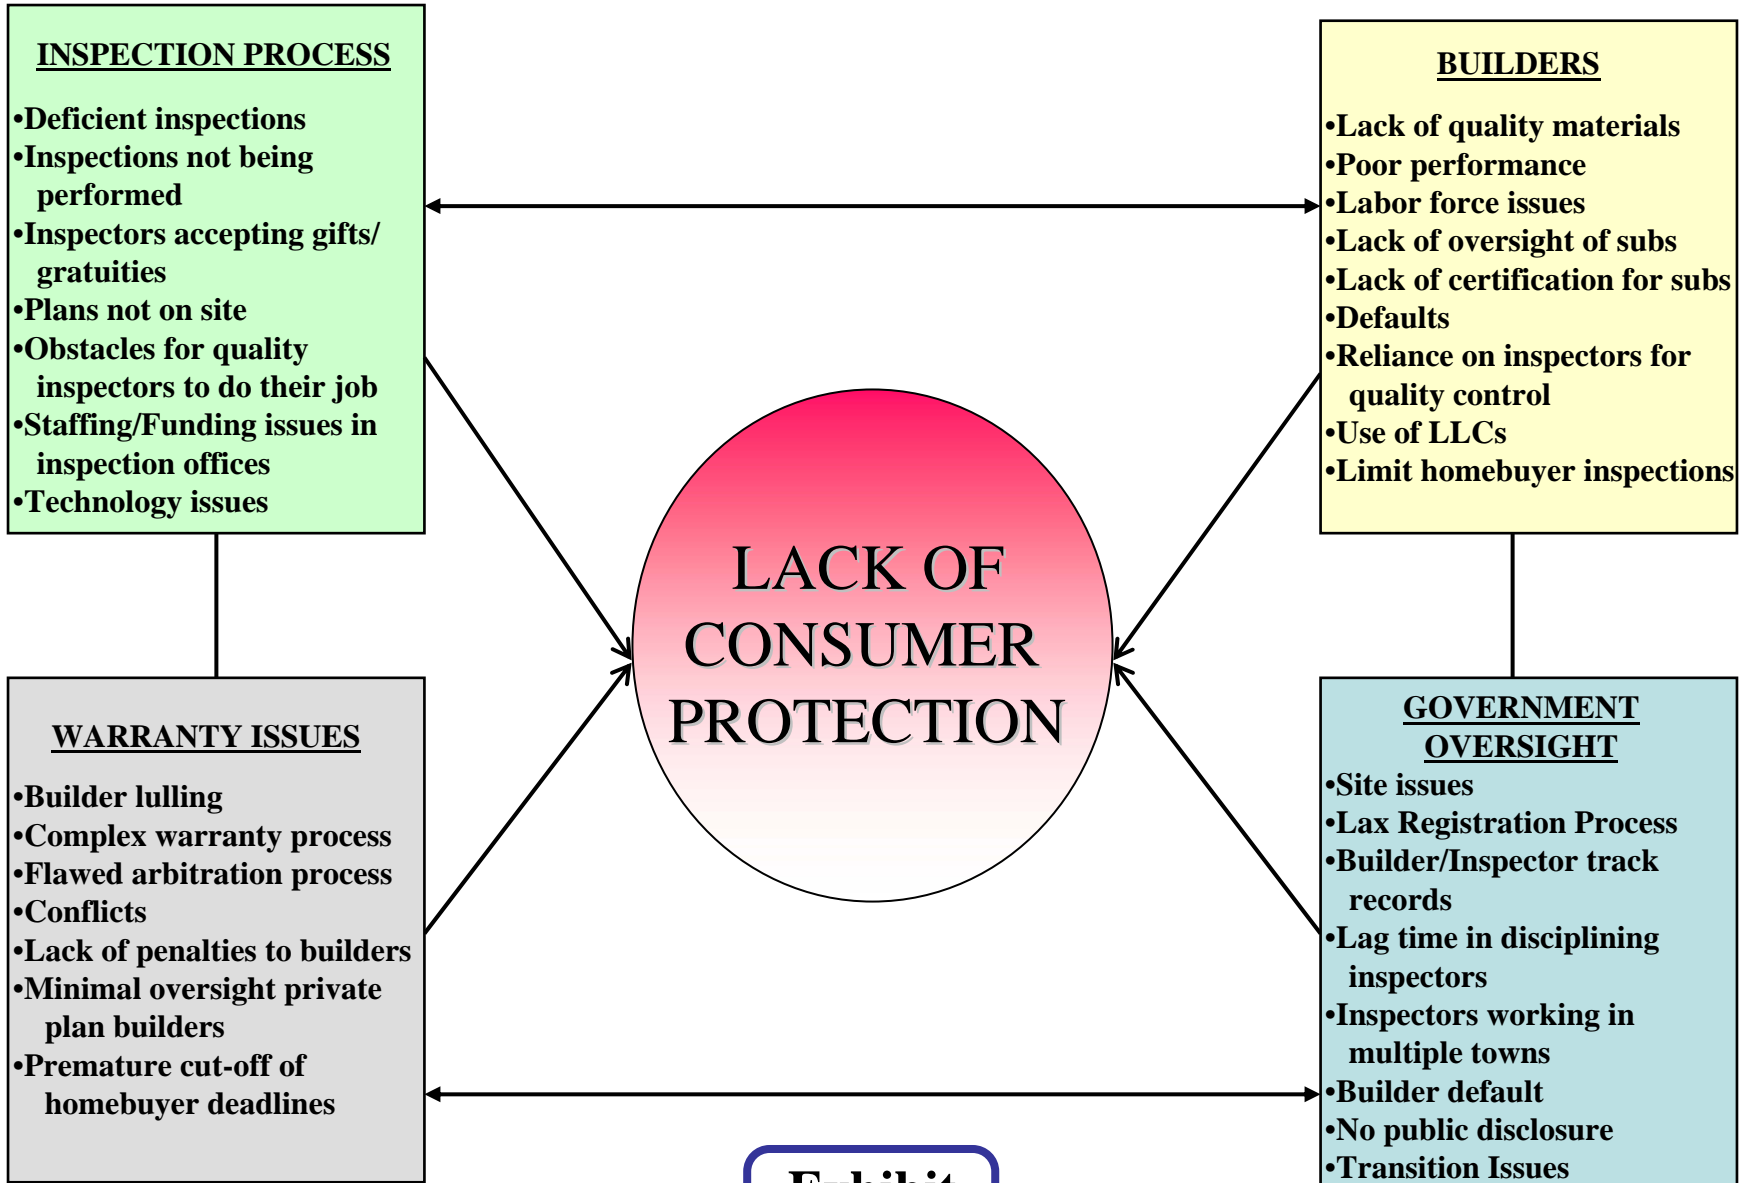 INSPECTION PROCESS
•Deficient inspections
•Inspections not being
performed
•Inspectors accepting gifts/
gratuities
•Plans not on site
•Obstacles for quality
inspectors to do their job
•Staffing/Funding issues in
inspection offices
•Technology issues
BUILDERS
•Lack of quality materials
•Poor performance
•Labor force issues
•Lack of oversight of subs
•Lack of certification for subs
•Defaults
•Reliance on inspectors for
quality control
•Use of LLCs
•Limit homebuyer inspections
LACK OF
CONSUMER
PROTECTION
WARRANTY ISSUES
•Builder lulling
•Complex warranty process
•Flawed arbitration process
•Conflicts
•Lack of penalties to builders
•Minimal oversight private
plan builders
•Premature cut-off of
homebuyer deadlines
GOVERNMENT
OVERSIGHT
•Site issues
•Lax Registration Process
•Builder/Inspector track
records
•Lag time in disciplining
inspectors
•Inspectors working in
multiple towns
•Builder default
•No public disclosure
•Transition Issues
Exhibit